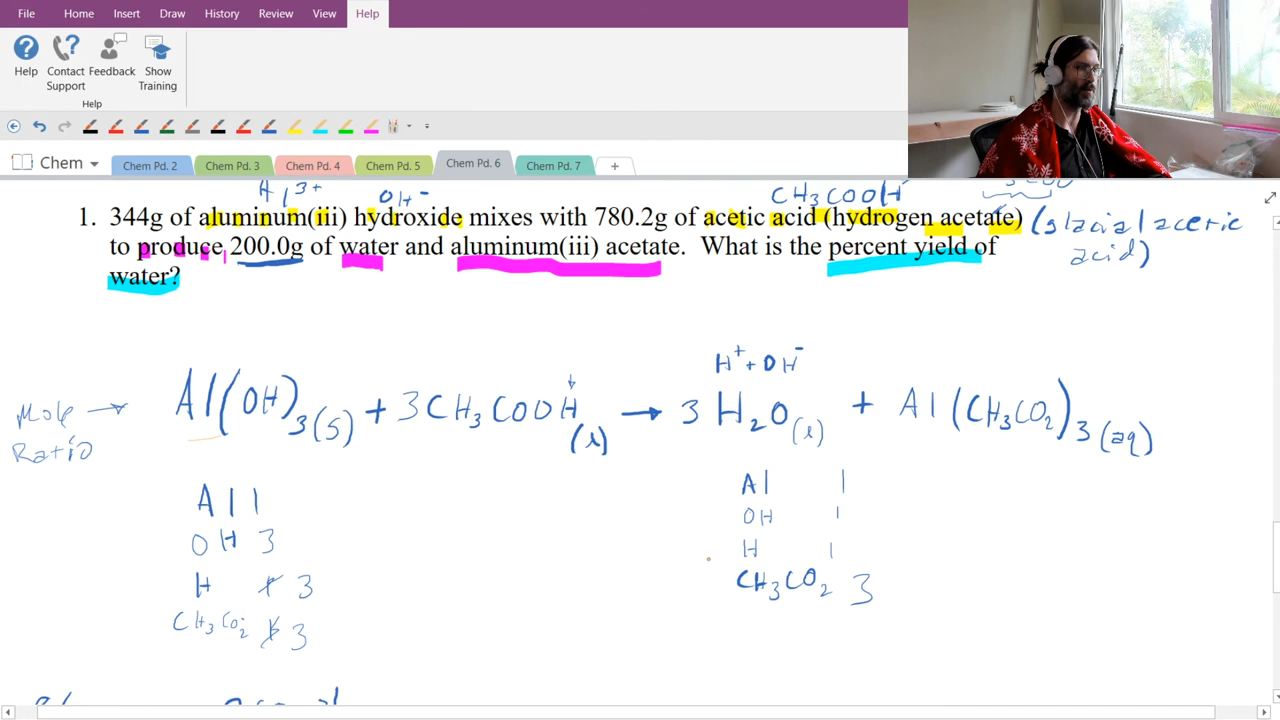 File Home Insert Draw History Review View Help
Help Contact Support Feedback Show Training
Help
Chem Chem Pd. 2 Chem Pd. 3 Chem Pd. 4 Chem Pd. 5 Chem Pd. 6 Chem Pd. 7 +
Al3+ OH- CH3COOH
1. 344g of aluminum(iii) hydroxide mixes with 780.2g of acetic acid (hydrogen acetate) (glacial acetic
to produce 200.0g of water and aluminum(iii) acetate. What is the percent yield of acid)
water?
H+ + OH-
Mole → Al(OH)3(s) + 3CH3COOH(l) → 3 H2O(l) + Al(CH3CO2)3(aq)
Ratio
Al 1 Al 1
OH 3 OH 1
H 1 3 H 1
CH3CO2 1 3 CH3CO2 3